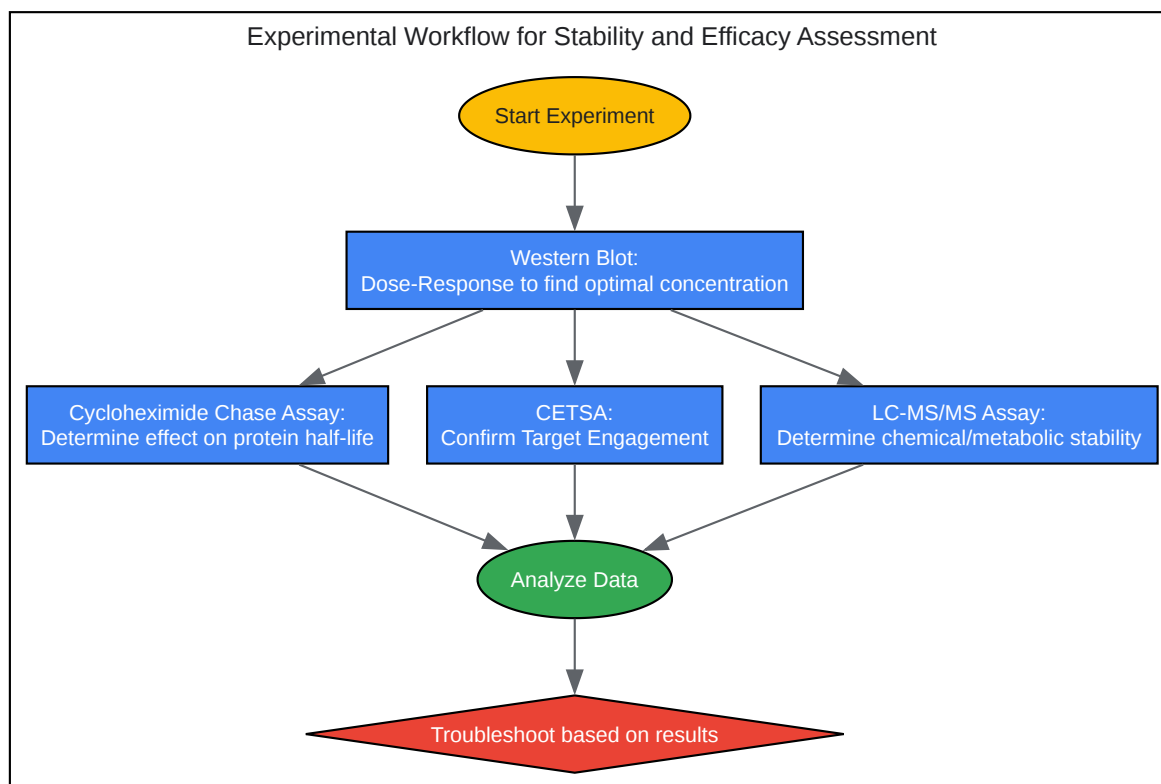 Experimental Workflow for Stability and Efficacy Assessment
Start Experiment
Western Blot:
Dose-Response to find optimal concentration
Cycloheximide Chase Assay:
Determine effect on protein half-life
CETSA:
Confirm Target Engagement
LC-MS/MS Assay:
Determine chemical/metabolic stability
Analyze Data
Troubleshoot based on results